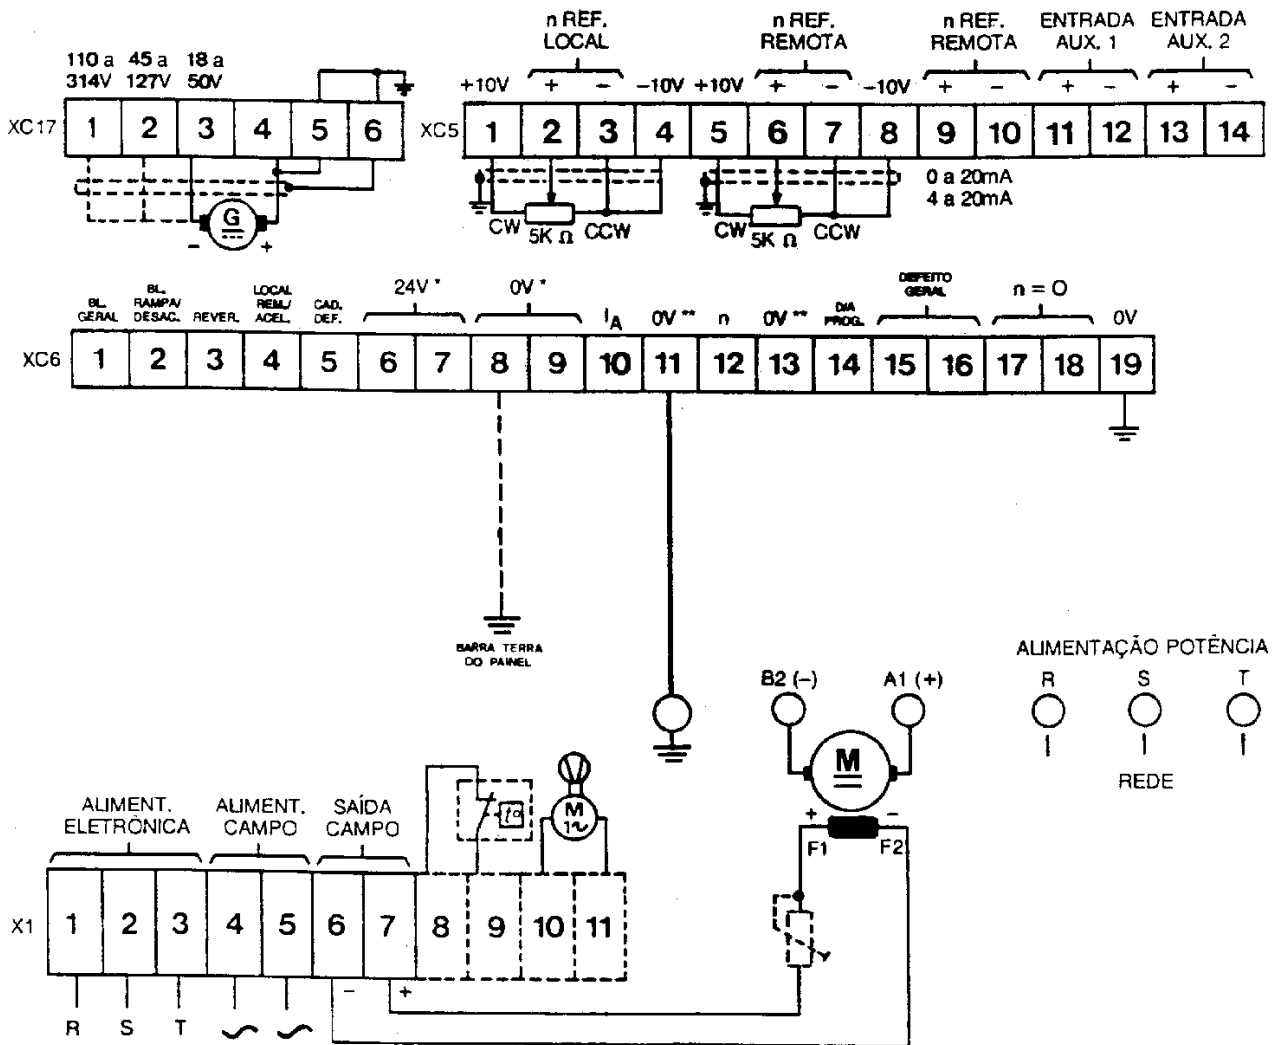 110 a 45 a 18 a
314V 127V 50V
XC17 1 2 3 4 5 6
G
- +
n REF. LOCAL
n REF. REMOTA
n REF. REMOTA
ENTRADA AUX. 1
ENTRADA AUX. 2
+10V + - -10V +10V + - -10V + - + - + -
XC5 1 2 3 4 5 6 7 8 9 10 11 12 13 14
0 a 20mA
4 a 20mA
CW 5K Ω CCW
CW 5K Ω CCW
BL. GERAL
BL. RAMPA/ DESAC.
REVER.
LOCAL REM./ ACEL.
CAD. DEF.
24V *
0V *
IA
0V **
n
0V **
DIA PROG.
DEFEITO GERAL
n = O
0V
XC6 1 2 3 4 5 6 7 8 9 10 11 12 13 14 15 16 17 18 19
BARRA TERRA
DO PAINEL
ALIMENTAÇÃO POTÊNCIA
R S T
REDE
B2 (-) A1 (+)
M
+ -
F1 F2
ALIMENT. ELETRÔNICA
ALIMENT. CAMPO
SAÍDA CAMPO
tº
M
1~
X1 1 2 3 4 5 6 7 8 9 10 11
- +
R S T